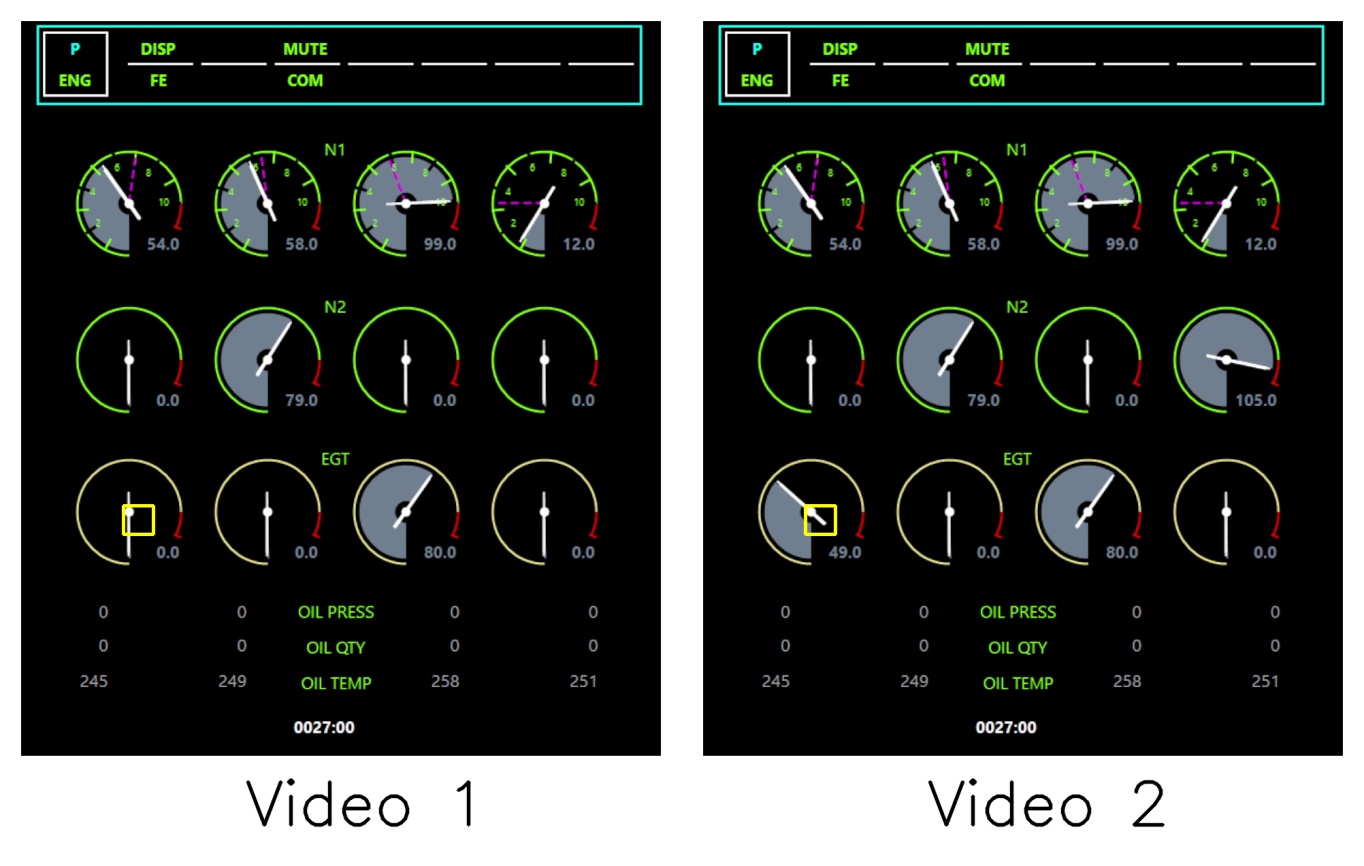 P DISP MUTE
ENG FE COM
P DISP MUTE
ENG FE COM
N1
2 4 6 8 10
2 4 6 8 10
2 4 6 8 10
2 4 6 8 10
54.0 58.0 99.0 12.0
N1
2 4 6 8 10
2 4 6 8 10
2 4 6 8 10
2 4 6 8 10
54.0 58.0 99.0 12.0
N2
0.0 79.0 0.0 0.0
N2
0.0 79.0 0.0 105.0
EGT
0.0 0.0 80.0 0.0
EGT
49.0 0.0 80.0 0.0
0 0 OIL PRESS 0 0
0 0 OIL QTY 0 0
245 249 OIL TEMP 258 251
0027:00
0 0 OIL PRESS 0 0
0 0 OIL QTY 0 0
245 249 OIL TEMP 258 251
0027:00
Video 1
Video 2